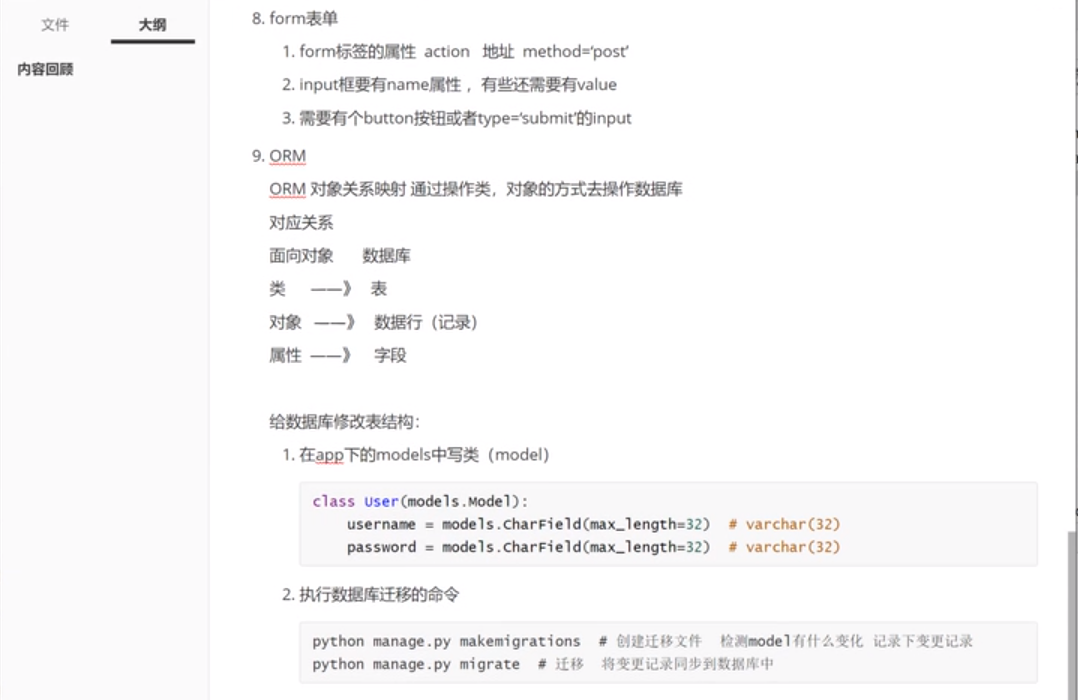 文件 大纲
内容回顾
8. form表单
1. form标签的属性 action 地址 method=‘post’
2. input框要有name属性 ，有些还需要有value
3. 需要有个button按钮或者type=‘submit’的input
9. ORM
ORM 对象关系映射 通过操作类，对象的方式去操作数据库
对应关系
面向对象 数据库
类 ——》 表
对象 ——》 数据行（记录）
属性 ——》 字段
给数据库修改表结构：
1. 在app下的models中写类（model）
class User(models.Model):
username = models.CharField(max_length=32) # varchar(32)
password = models.CharField(max_length=32) # varchar(32)
2. 执行数据库迁移的命令
python manage.py makemigrations # 创建迁移文件 检测model有什么变化 记录下变更记录
python manage.py migrate # 迁移 将变更记录同步到数据库中